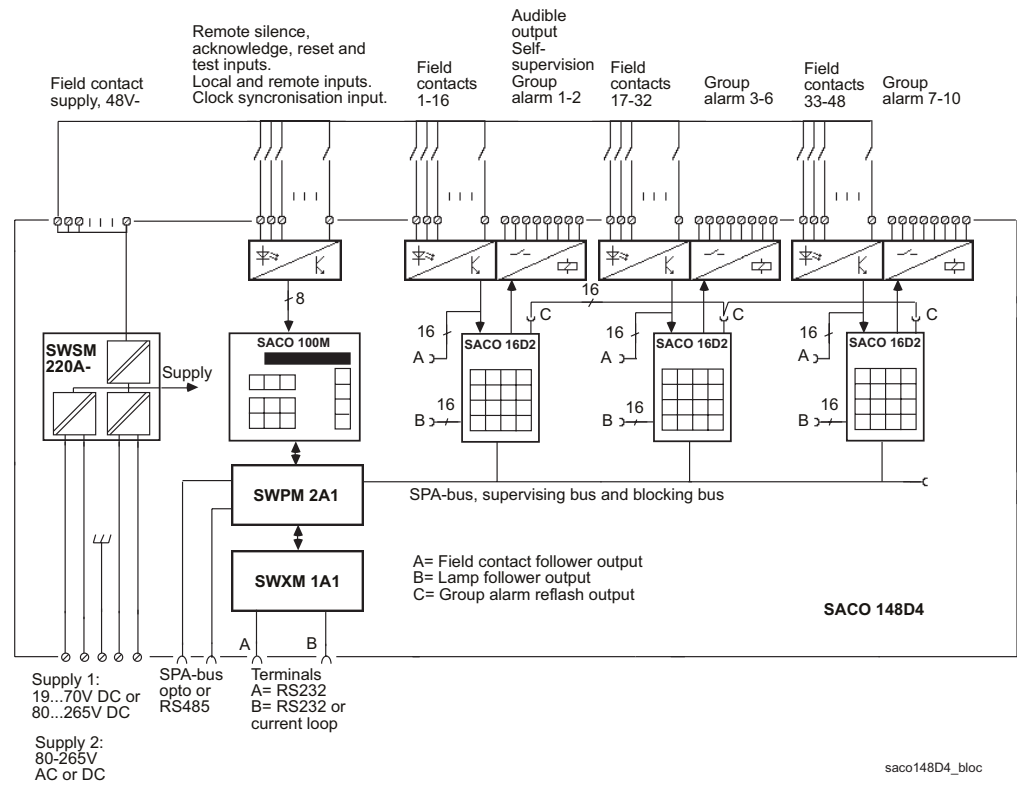 Field contact
supply, 48V-
Remote silence,
acknowledge, reset and
test inputs.
Local and remote inputs.
Clock syncronisation input.
Field
contacts
1-16
Audible
output
Self-
supervision
Group
alarm 1-2
Field
contacts
17-32
Group
alarm 3-6
Field
contacts
33-48
Group
alarm 7-10
8
16
SWSM
220A-
Supply
SACO 100M
16
A
C
SACO 16D2
16
B
16
A
C
SACO 16D2
16
B
16
A
C
SACO 16D2
16
B
SWPM 2A1
SPA-bus, supervising bus and blocking bus
SWXM 1A1
A= Field contact follower output
B= Lamp follower output
C= Group alarm reflash output
SACO 148D4
A
B
Supply 1:
19...70V DC or
80...265V DC
Supply 2:
80-265V
AC or DC
SPA-bus
opto or
RS485
Terminals
A= RS232
B= RS232 or
current loop
saco148D4_bloc